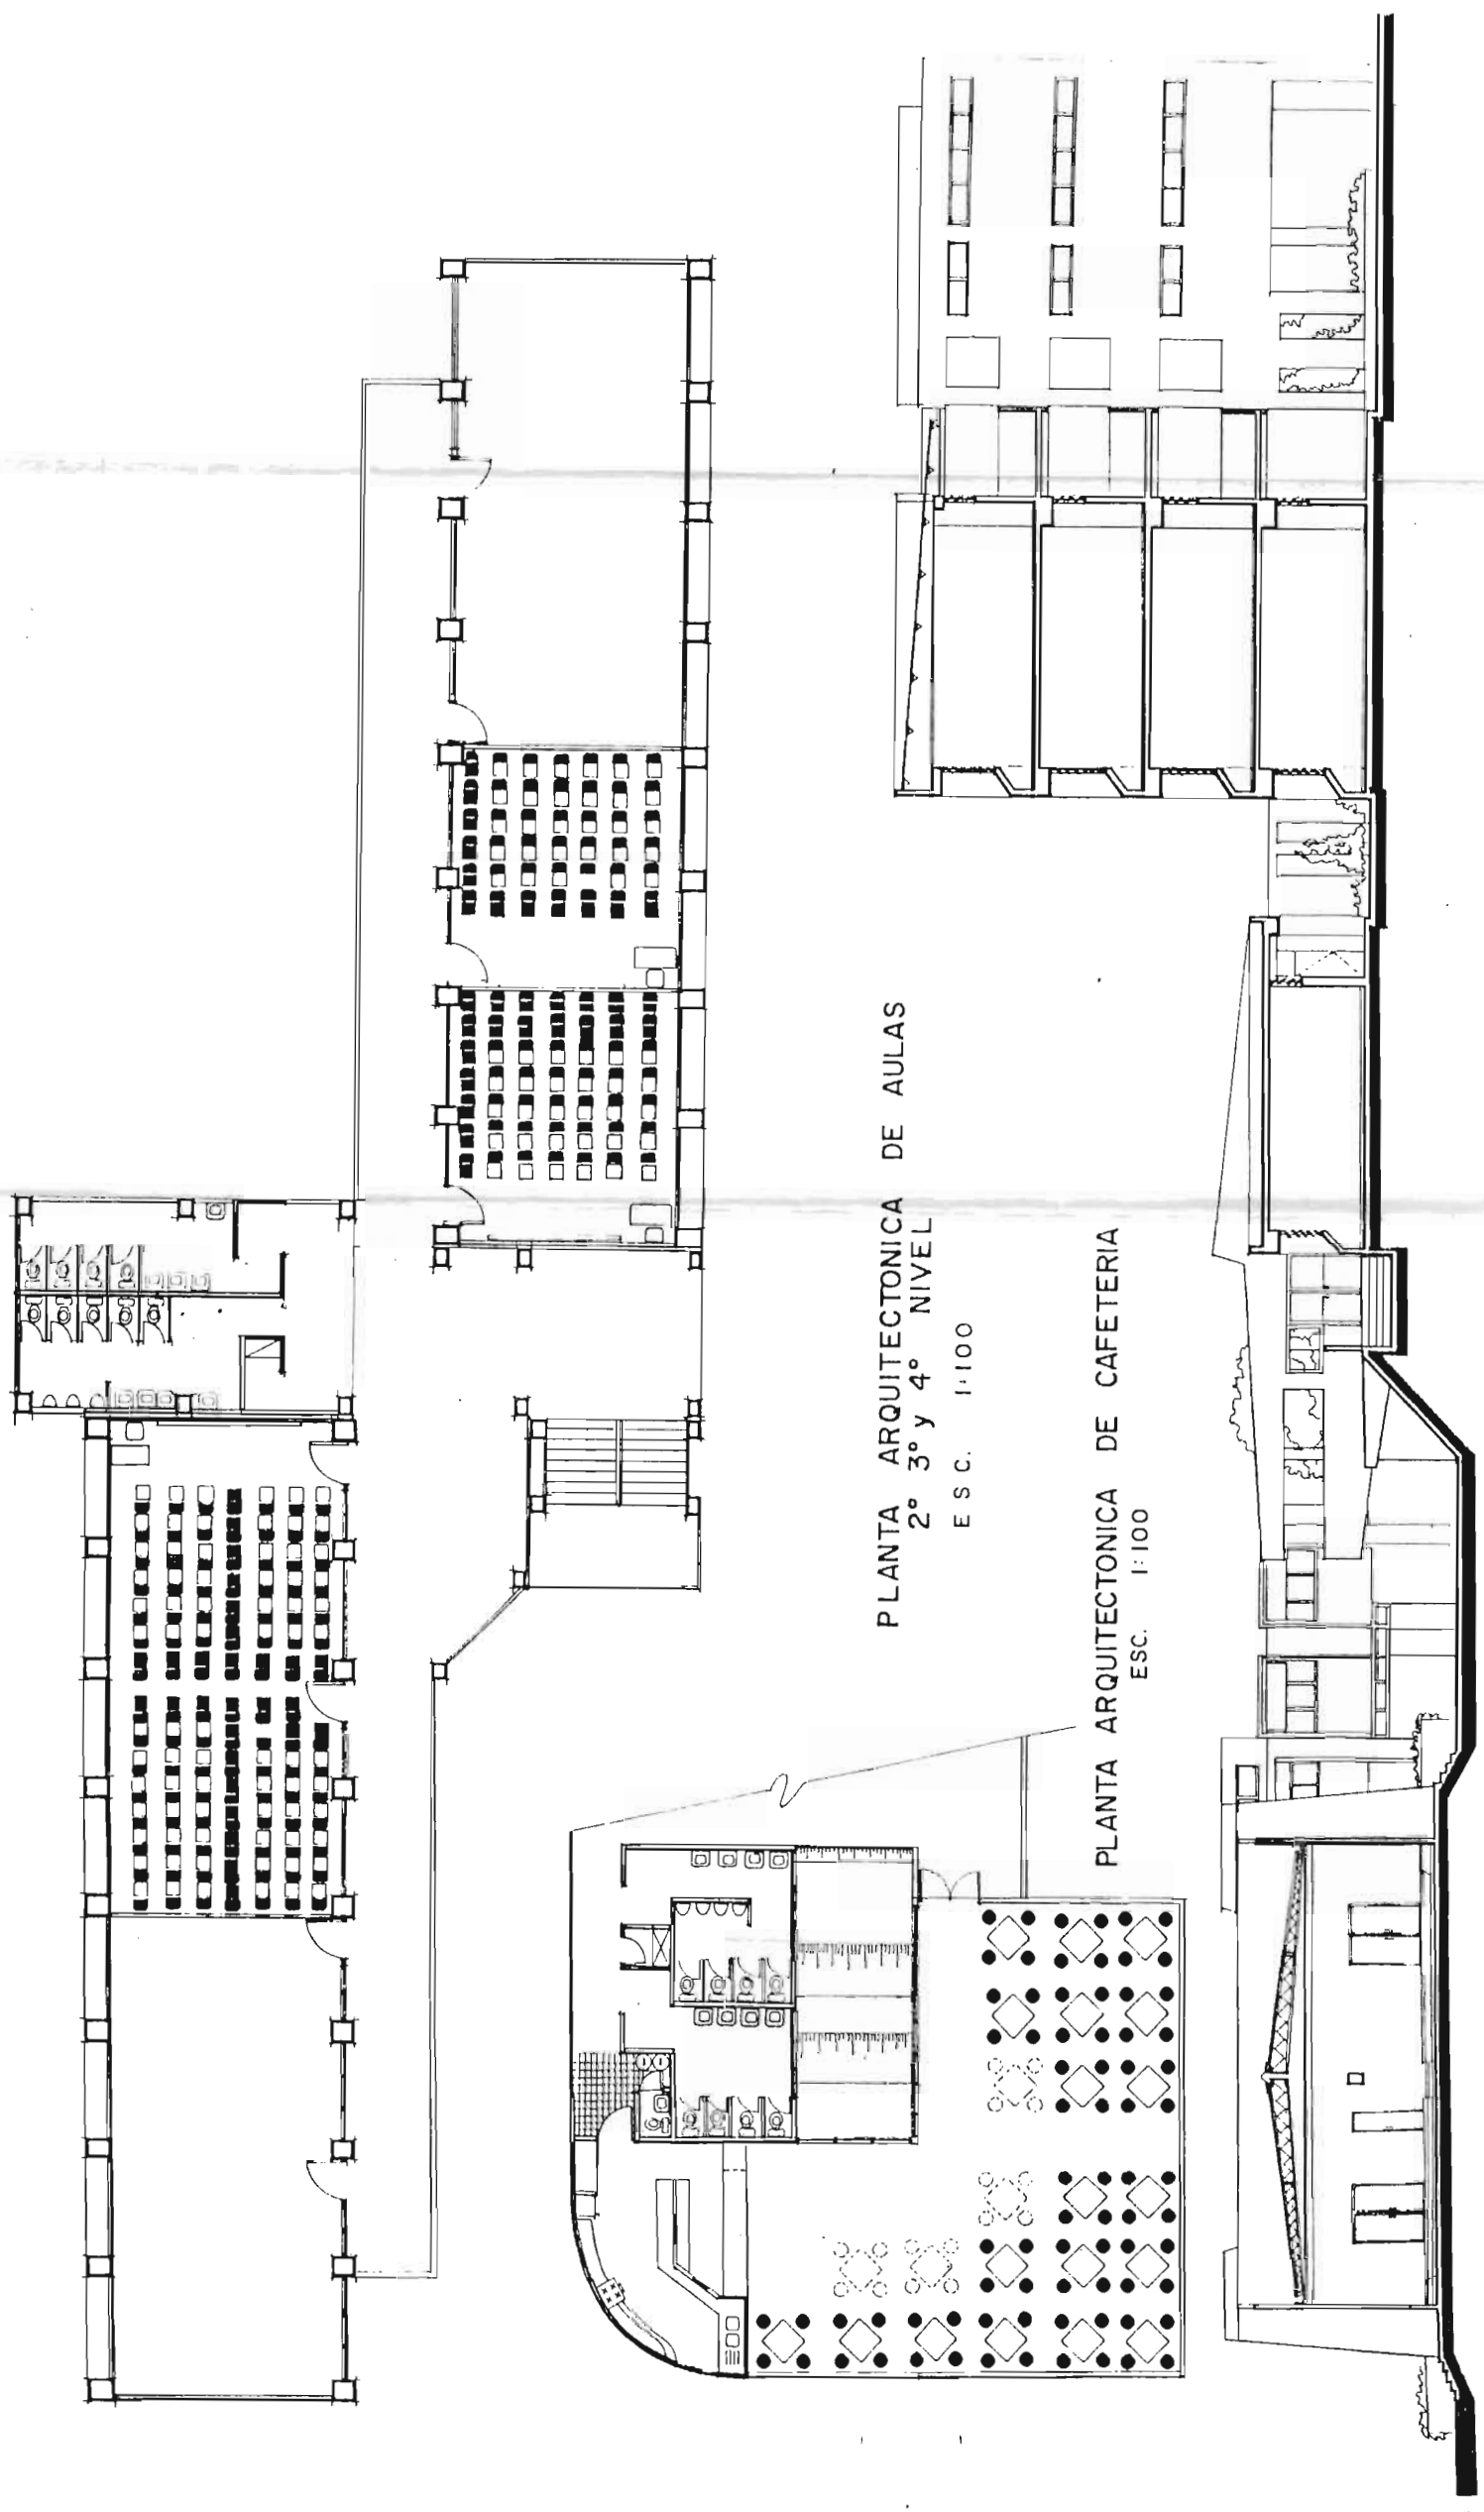 PLANTA ARQUITECTONICA DE AULAS
2° 3° y 4° NIVEL
ESC. 1:100
PLANTA ARQUITECTONICA DE CAFETERIA
ESC. 1:100